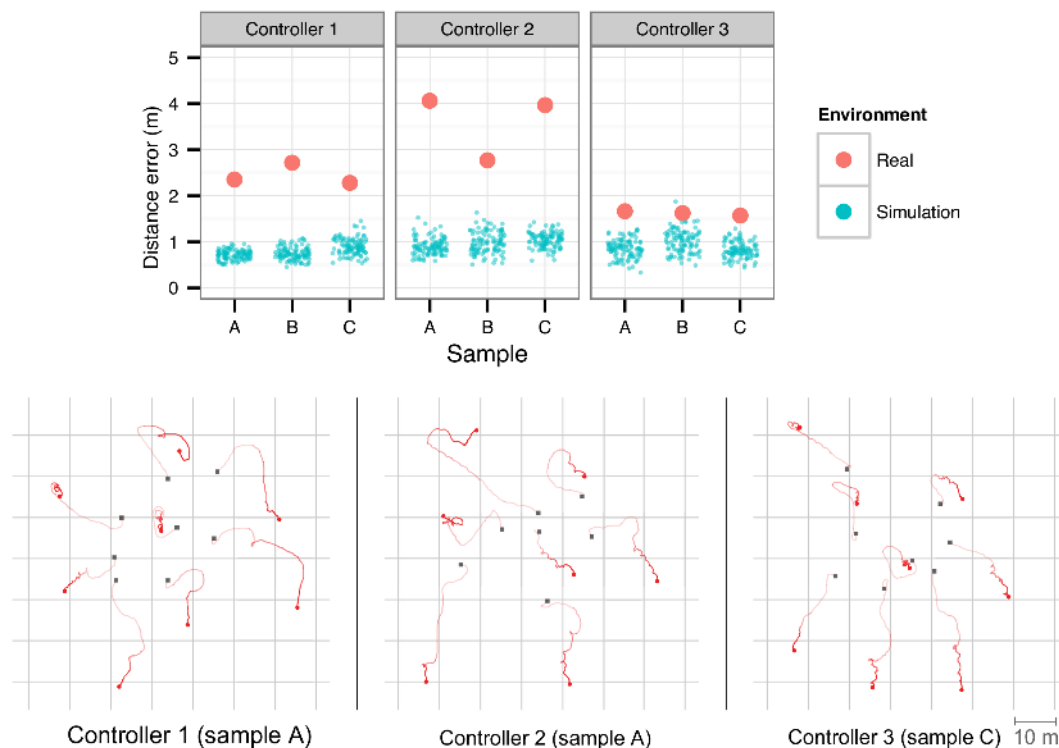 Controller 1 Controller 2 Controller 3
5
4
3
2
1
0
Distance error (m)
A B C A B C A B C
Sample
Environment
Real
Simulation
Controller 1 (sample A) Controller 2 (sample A) Controller 3 (sample C) 10 m